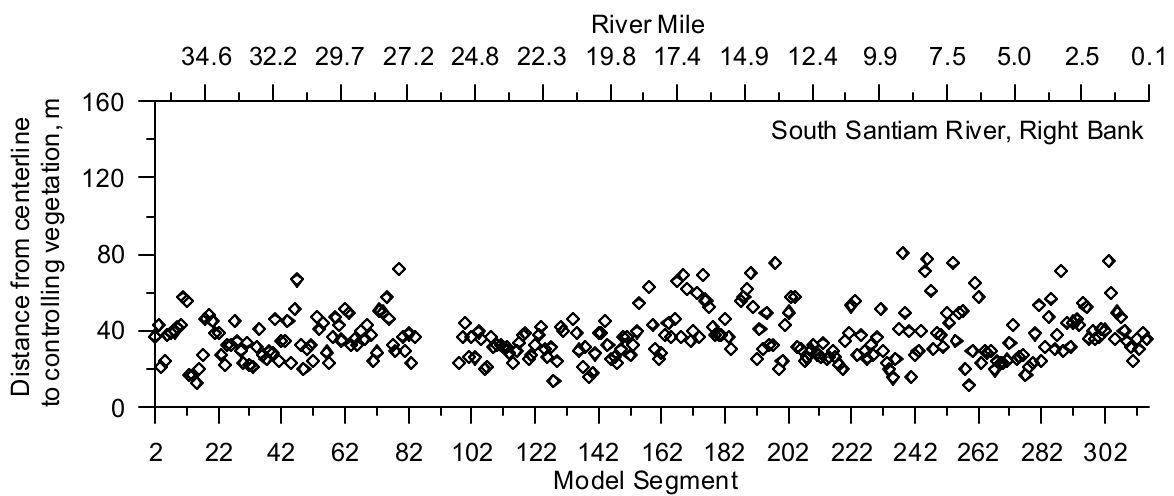 River Mile
34.6 32.2 29.7 27.2 24.8 22.3 19.8 17.4 14.9 12.4 9.9 7.5 5.0 2.5 0.1
160
South Santiam River, Right Bank
120
80
40
0
Distance from centerline
to controlling vegetation, m
2 22 42 62 82 102 122 142 162 182 202 222 242 262 282 302
Model Segment